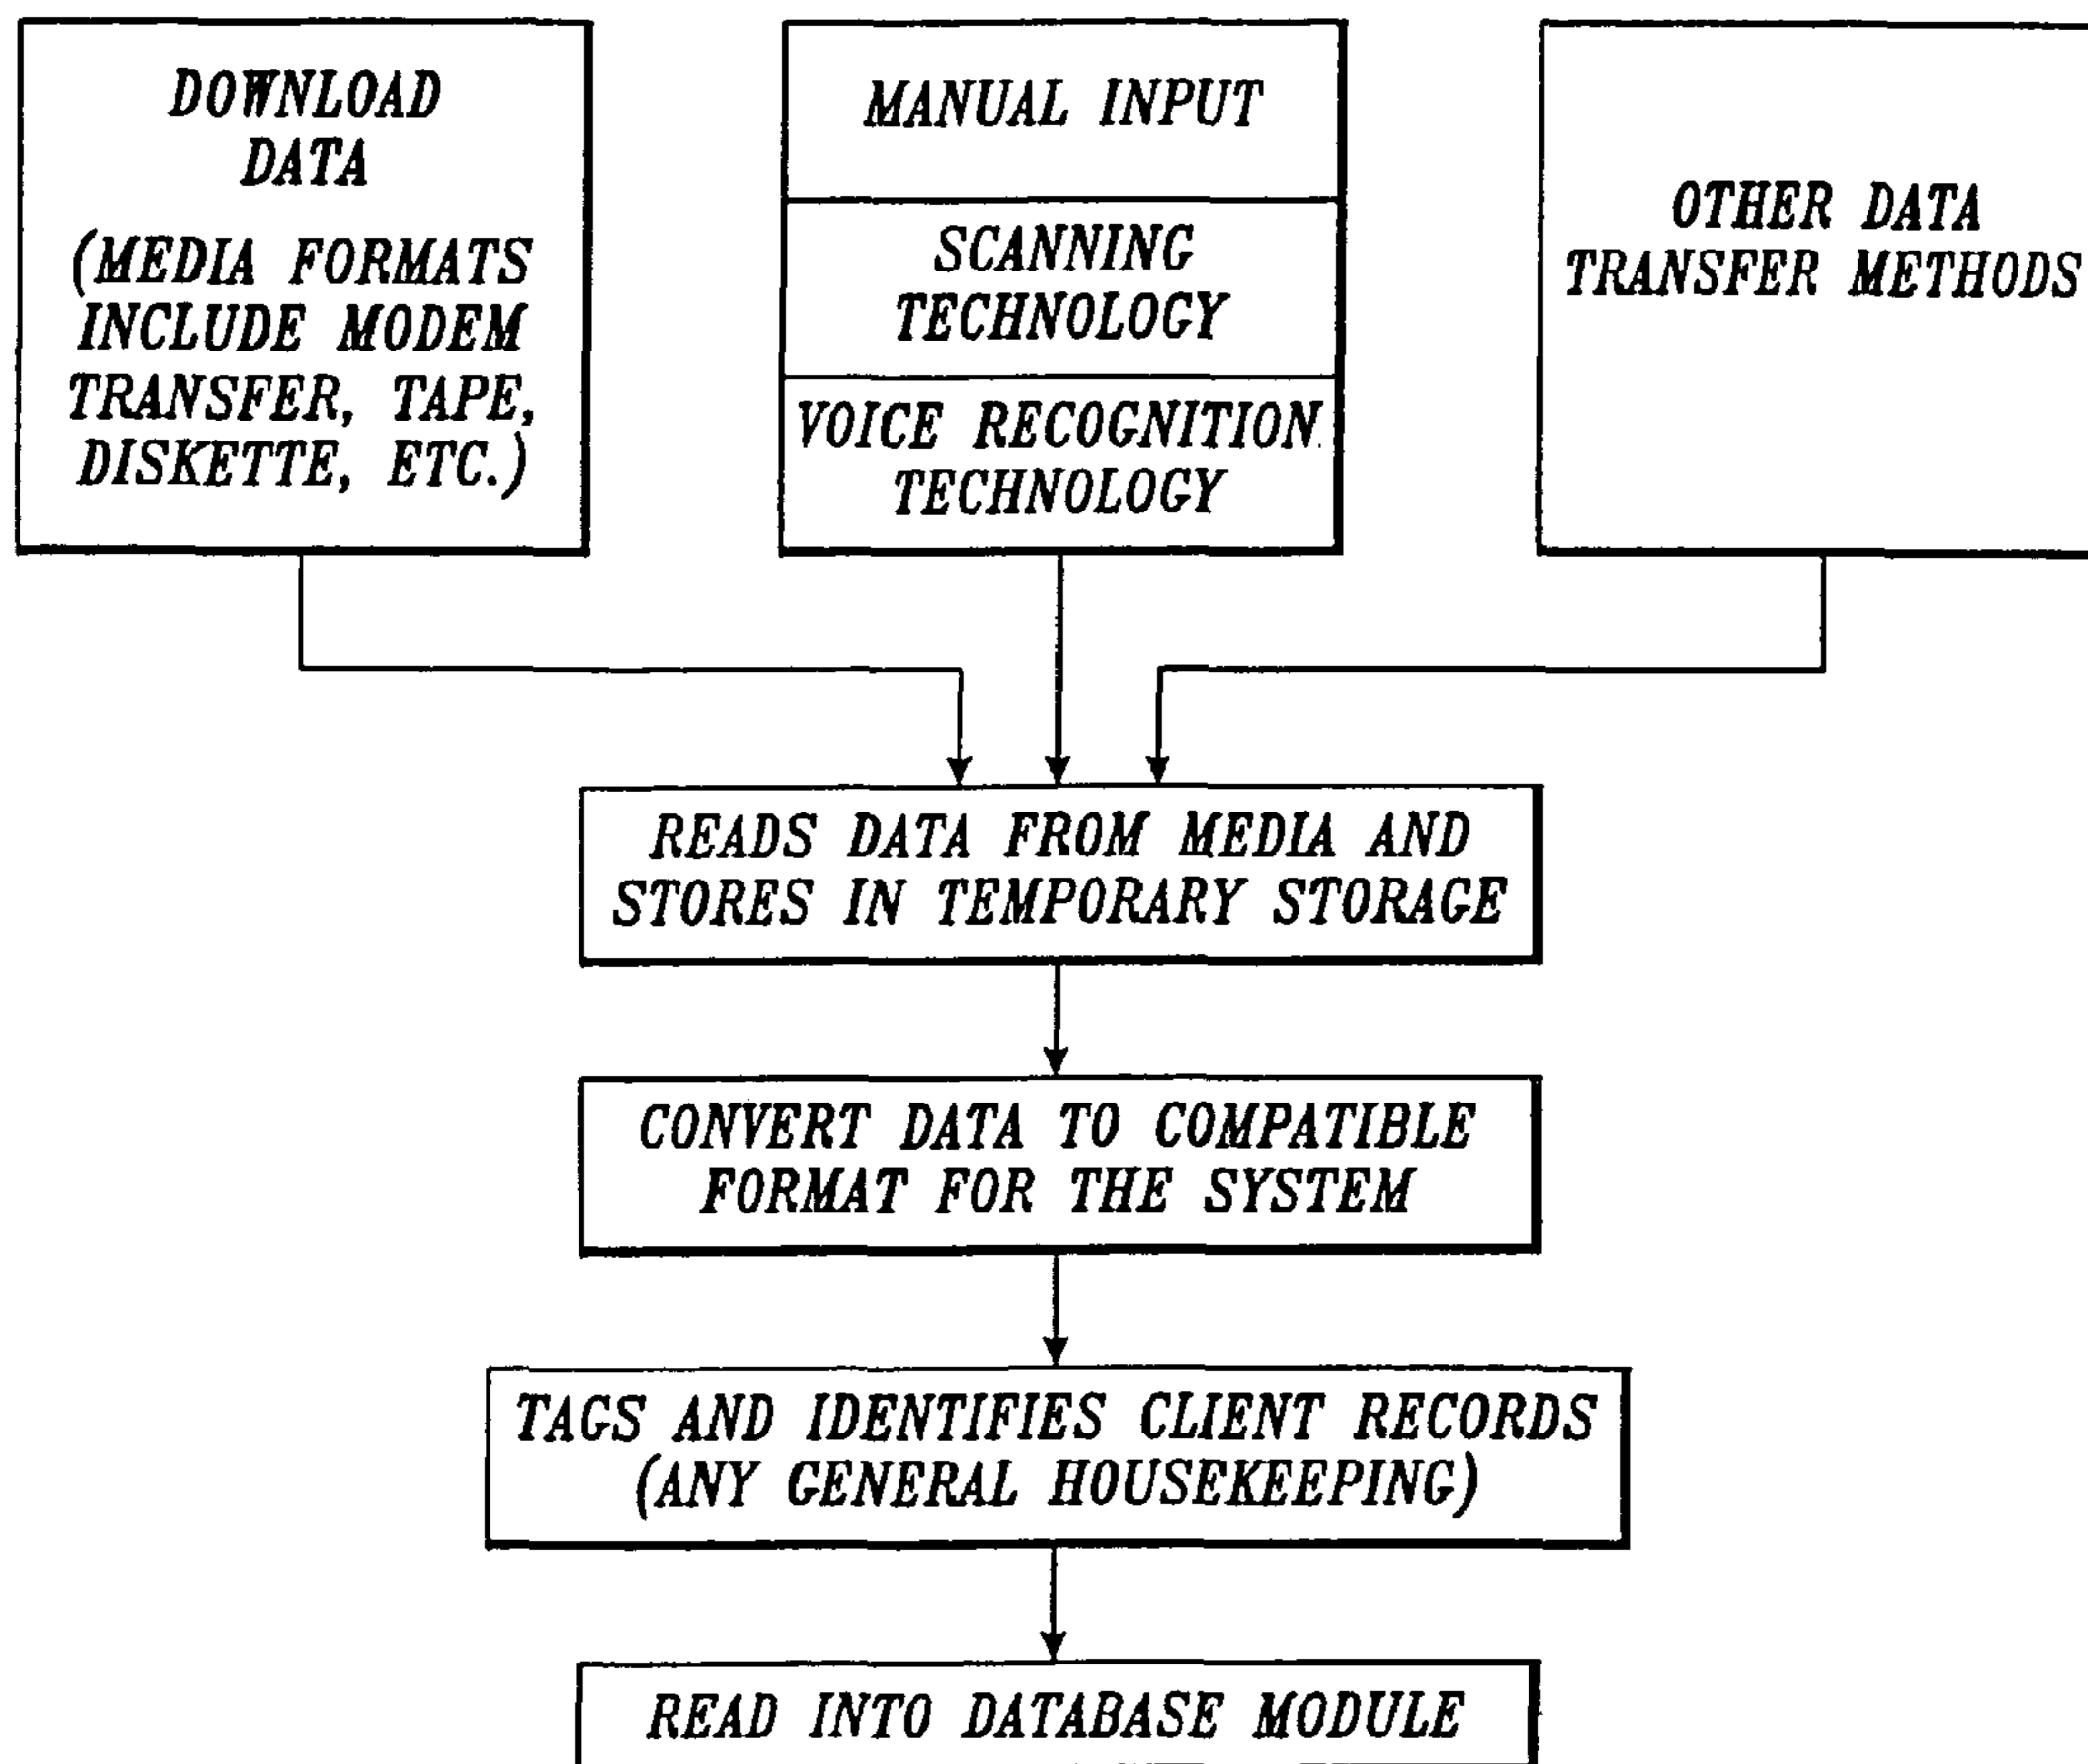 DOWNLOAD
DATA
(MEDIA FORMATS
INCLUDE MODEM
TRANSFER, TAPE,
DISKETTE, ETC.)
MANUAL INPUT
SCANNING
TECHNOLOGY
VOICE RECOGNITION
TECHNOLOGY
OTHER DATA
TRANSFER METHODS
READS DATA FROM MEDIA AND
STORES IN TEMPORARY STORAGE
CONVERT DATA TO COMPATIBLE
FORMAT FOR THE SYSTEM
TAGS AND IDENTIFIES CLIENT RECORDS
(ANY GENERAL HOUSEKEEPING)
READ INTO DATABASE MODULE